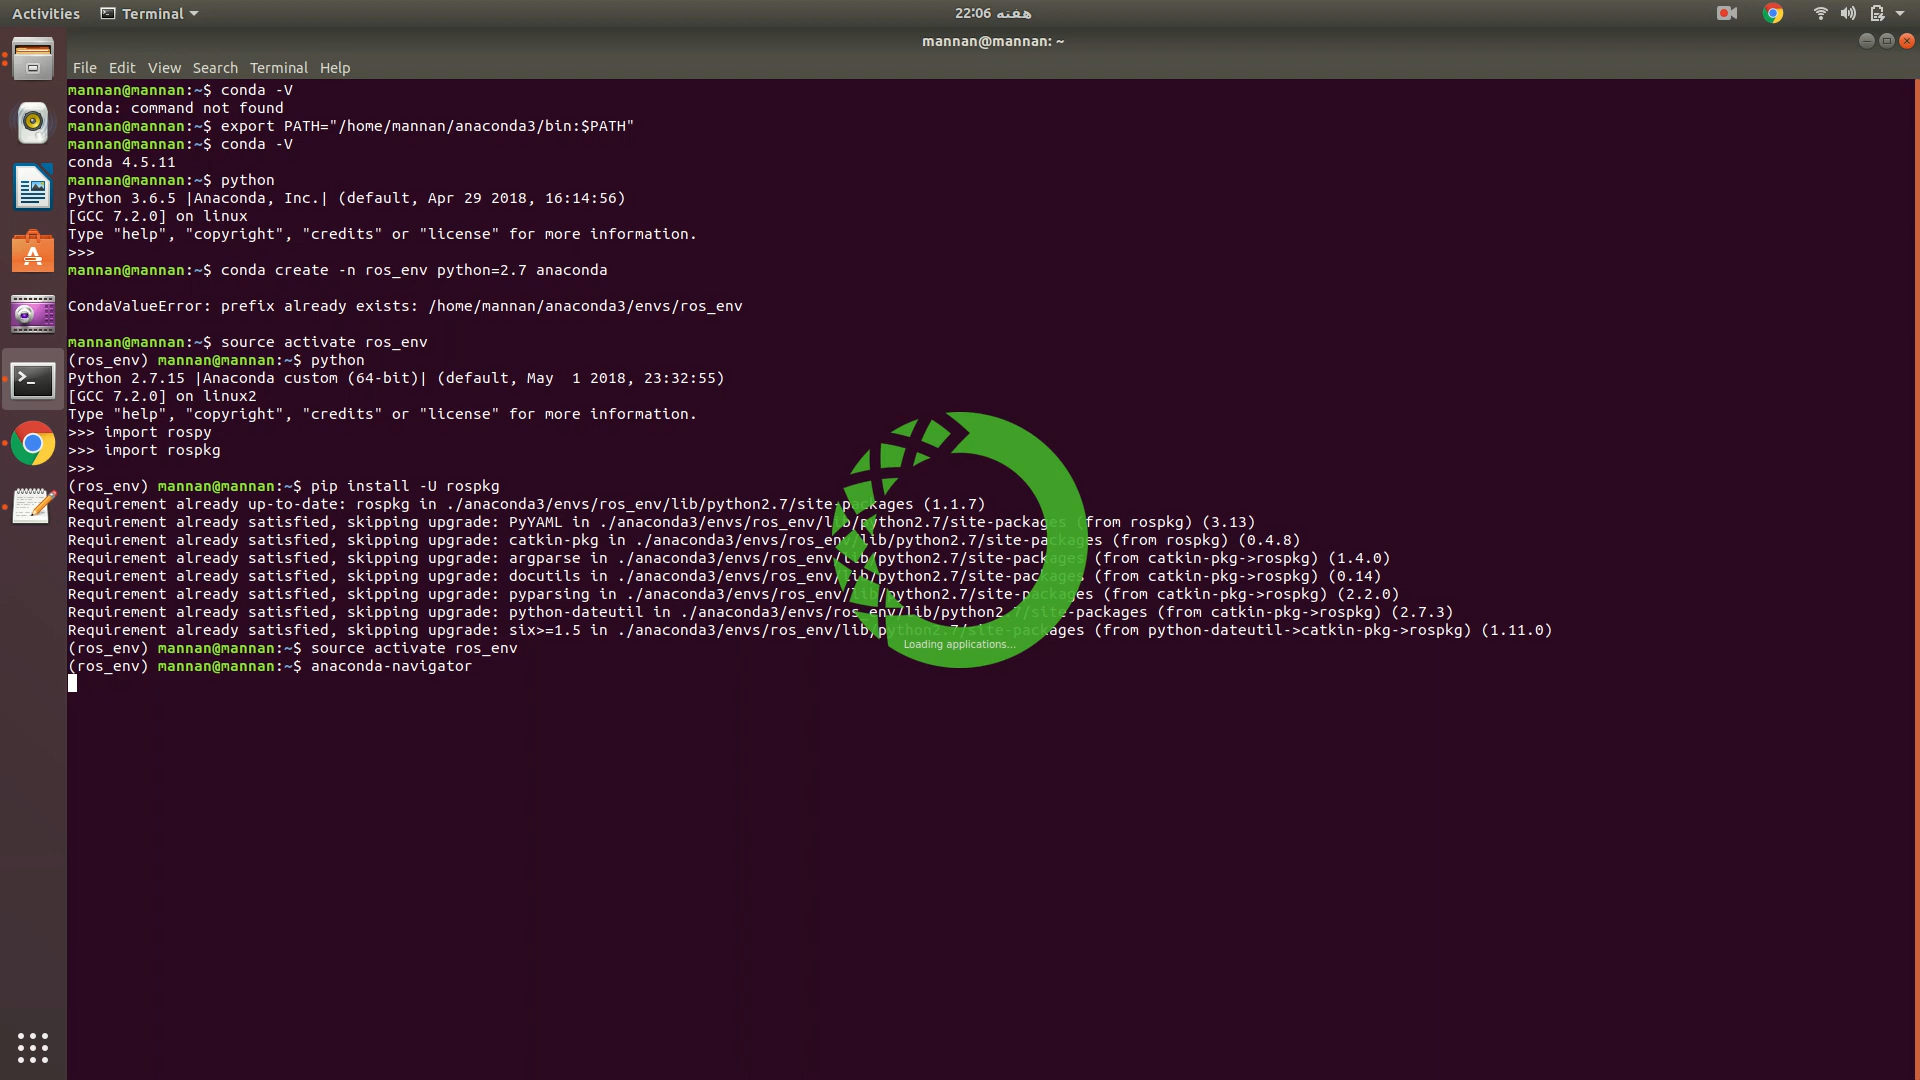 Activities Terminal 22:06 هفته
mannan@mannan: ~
File Edit View Search Terminal Help
mannan@mannan:~$ conda -V
conda: command not found
mannan@mannan:~$ export PATH="/home/mannan/anaconda3/bin:$PATH"
mannan@mannan:~$ conda -V
conda 4.5.11
mannan@mannan:~$ python
Python 3.6.5 |Anaconda, Inc.| (default, Apr 29 2018, 16:14:56)
[GCC 7.2.0] on linux
Type "help", "copyright", "credits" or "license" for more information.
>>>
mannan@mannan:~$ conda create -n ros_env python=2.7 anaconda
CondaValueError: prefix already exists: /home/mannan/anaconda3/envs/ros_env
mannan@mannan:~$ source activate ros_env
(ros_env) mannan@mannan:~$ python
Python 2.7.15 |Anaconda custom (64-bit)| (default, May  1 2018, 23:32:55)
[GCC 7.2.0] on linux2
Type "help", "copyright", "credits" or "license" for more information.
>>> import rospy
>>> import rospkg
>>>
(ros_env) mannan@mannan:~$ pip install -U rospkg
Requirement already up-to-date: rospkg in ./anaconda3/envs/ros_env/lib/python2.7/site-packages (1.1.7)
Requirement already satisfied, skipping upgrade: PyYAML in ./anaconda3/envs/ros_env/lib/python2.7/site-packages (from rospkg) (3.13)
Requirement already satisfied, skipping upgrade: catkin-pkg in ./anaconda3/envs/ros_env/lib/python2.7/site-packages (from rospkg) (0.4.8)
Requirement already satisfied, skipping upgrade: argparse in ./anaconda3/envs/ros_env/lib/python2.7/site-packages (from catkin-pkg->rospkg) (1.4.0)
Requirement already satisfied, skipping upgrade: docutils in ./anaconda3/envs/ros_env/lib/python2.7/site-packages (from catkin-pkg->rospkg) (0.14)
Requirement already satisfied, skipping upgrade: pyparsing in ./anaconda3/envs/ros_env/lib/python2.7/site-packages (from catkin-pkg->rospkg) (2.2.0)
Requirement already satisfied, skipping upgrade: python-dateutil in ./anaconda3/envs/ros_env/lib/python2.7/site-packages (from catkin-pkg->rospkg) (2.7.3)
Requirement already satisfied, skipping upgrade: six>=1.5 in ./anaconda3/envs/ros_env/lib/python2.7/site-packages (from python-dateutil->catkin-pkg->rospkg) (1.11.0)
Loading applications...
(ros_env) mannan@mannan:~$ source activate ros_env
(ros_env) mannan@mannan:~$ anaconda-navigator